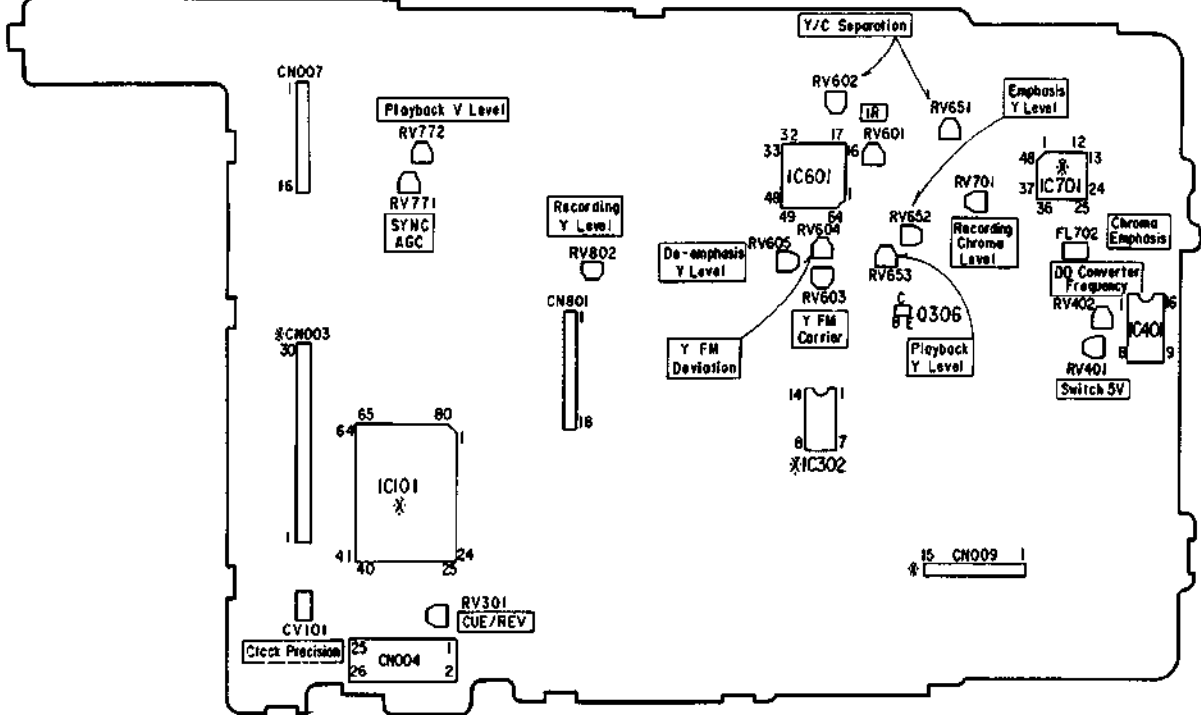 Y/C Separation
CN007
1
16
Playback V Level
RV772
RV771
SYNC
AGC
RV602
IR
RV601
RV651
Emphasis
Y Level
32
17
33
16
IC601
48
1
49
64
1
12
48
13
※
IC701
37
24
36
25
RV701
Recording
Chroma
Level
Recording
Y Level
RV802
De-emphasis
Y Level
RV605
RV604
RV603
Y FM
Carrier
Y FM
Deviation
RV652
RV653
C
B E
Q306
Playback
Y Level
FL702
Chroma
Emphasis
DD Converter
Frequency
RV402
1
16
IC401
8
9
RV401
Switch 5V
CN801
1
18
※CN003
30
1
65
80
64
1
IC101
※
41
24
40
25
14
1
8
7
※IC302
※
15
CN009
1
CV101
Clock Precision
RV301
CUE/REV
25
1
CN004
26
2